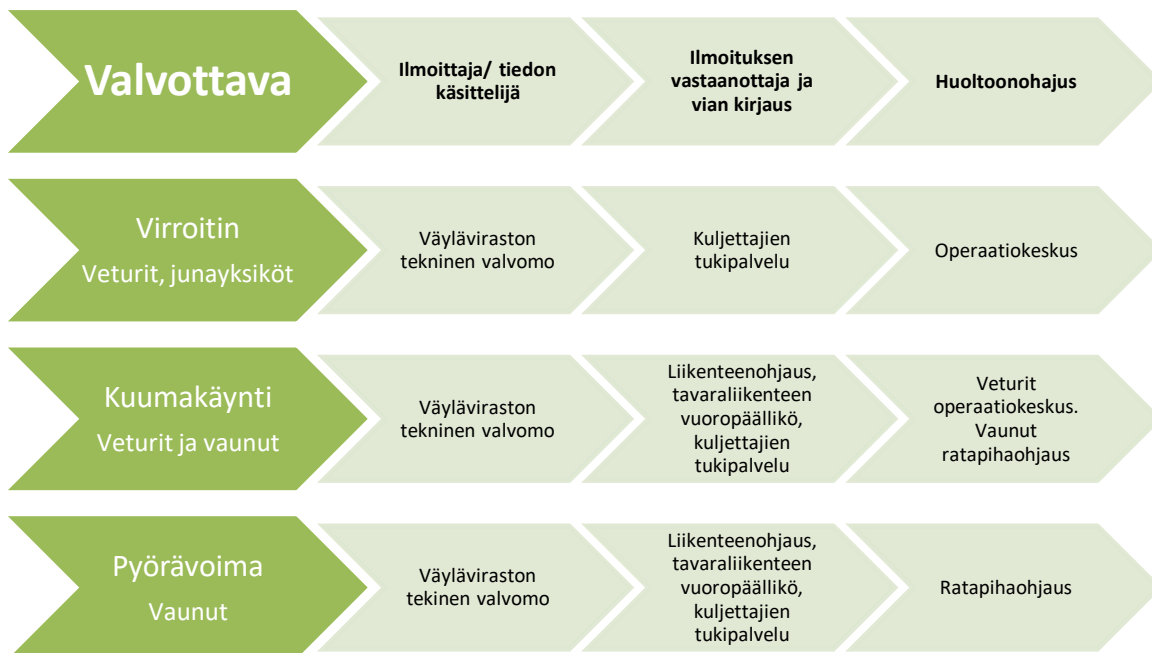 Valvottava
Ilmoittaja/ tiedon
käsittelijä
Ilmoituksen
vastaanottaja ja
vian kirjaus
Huoltoonohajus
Virroitin
Veturit, junayksiköt
Väyläviraston
tekninen valvomo
Kuljettajien
tukipalvelu
Operaatiokeskus
Kuumakäynti
Veturit ja vaunut
Väyläviraston
tekninen valvomo
Liikenteenohjaus,
tavaraliikenteen
vuoropäällikö,
kuljettajien
tukipalvelu
Veturit
operaatiokeskus.
Vaunut
ratapihaohjaus
Pyörävoima
Vaunut
Väyläviraston
tekinen valvomo
Liikenteenohjaus,
tavaraliikenteen
vuoropäällikö,
kuljettajien
tukipalvelu
Ratapihaohjaus